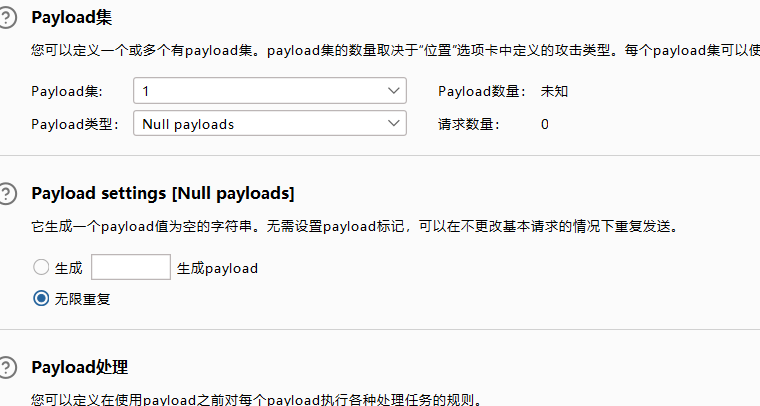 Payload集
您可以定义一个或多个有payload集。payload集的数量取决于“位置”选项卡中定义的攻击类型。每个payload集可以使
Payload集: 1 Payload数量: 未知
Payload类型: Null payloads 请求数量: 0
Payload settings [Null payloads]
它生成一个payload值为空的字符串。无需设置payload标记，可以在不更改基本请求的情况下重复发送。
生成 生成payload
无限重复
Payload处理
您可以定义在使用payload之前对每个payload执行各种处理任务的规则。